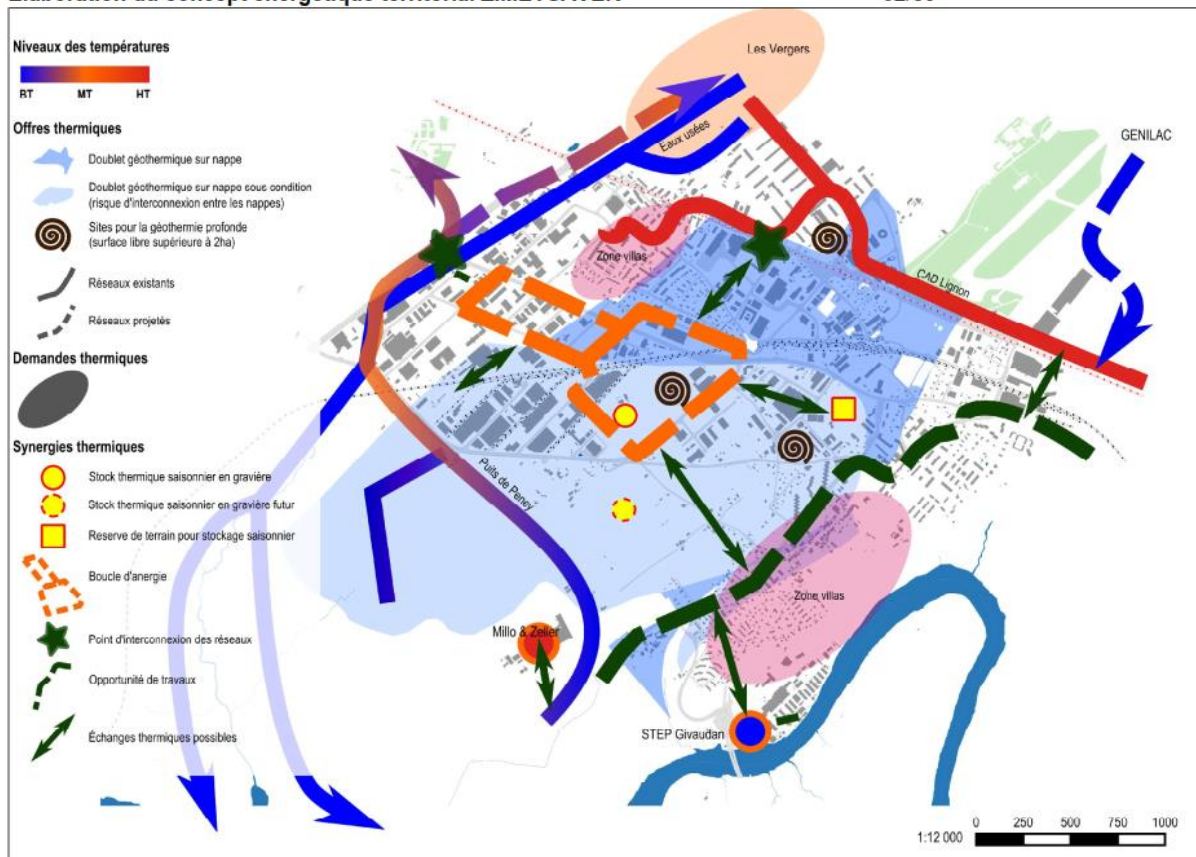 Niveaux des températures
BT MT HT
Offres thermiques
Doublet géothermique sur nappe
Doublet géothermique sur nappe sous condition
(risque d'interconnexion entre les nappes)
Sites pour la géothermie profonde
(surface libre supérieure à 2ha)
Réseaux existants
Réseaux projetés
Demandes thermiques
Synergies thermiques
Stock thermique saisonnier en gravière
Stock thermique saisonnier en gravière futur
Reserve de terrain pour stockage saisonnier
Boucle d'anergie
Point d'interconnexion des réseaux
Opportunité de travaux
Échanges thermiques possibles
Les Vergers
Eaux usées
GENILAC
Zone villas
CAD Lignon
Puits de Peney
Zone villas
Millo & Zeller
STEP Givaudan
0 250 500 750 1000
1:12 000